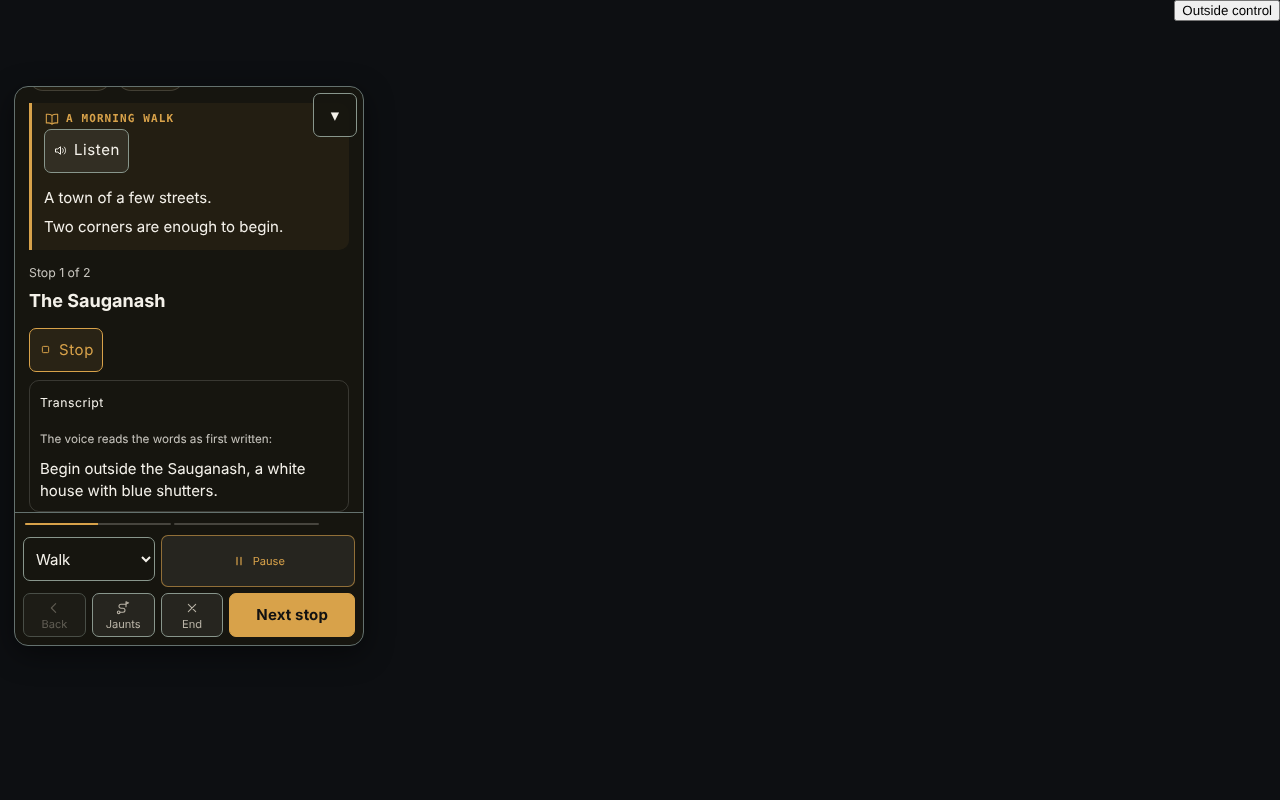 Outside control
A MORNING WALK
▼
Listen
A town of a few streets.
Two corners are enough to begin.
Stop 1 of 2
The Sauganash
Stop
Transcript
The voice reads the words as first written:
Begin outside the Sauganash, a white
house with blue shutters.
Walk
Pause
Back
Jaunts
End
Next stop